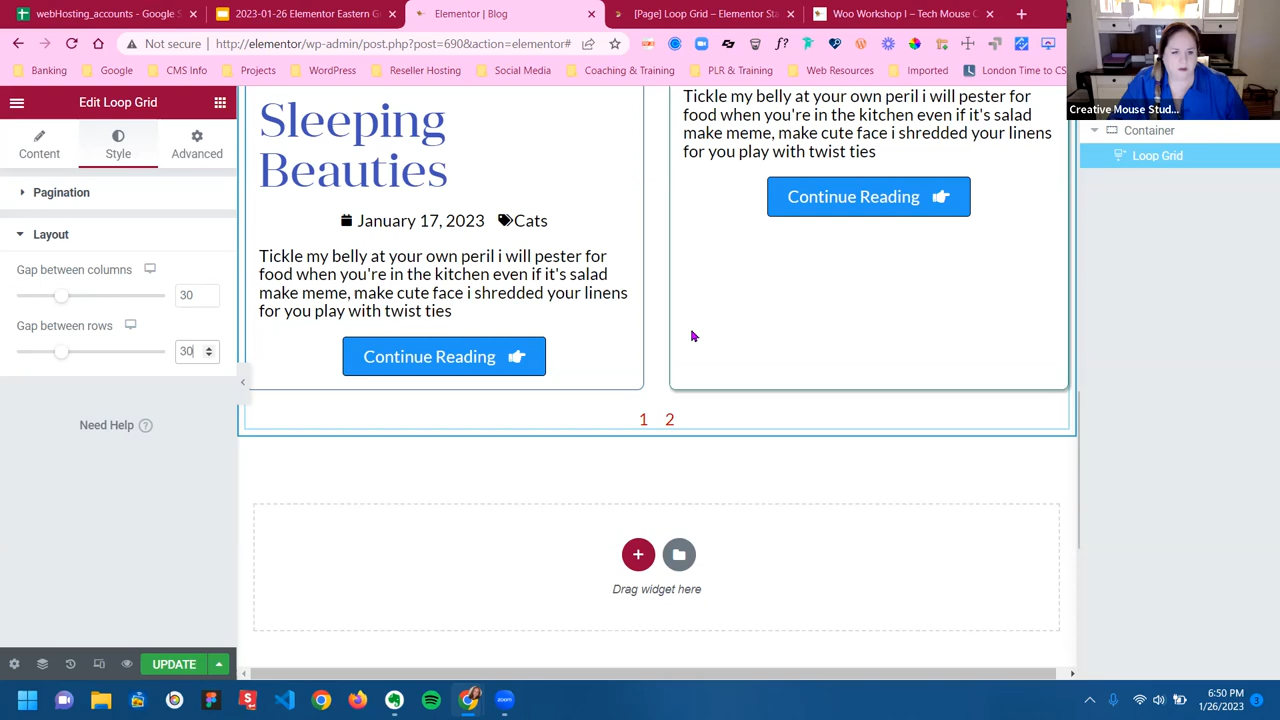 webHosting_accounts - Google S
2023-01-26 Elementor Eastern Gr
Elementor | Blog
[Page] Loop Grid – Elementor Sta
Woo Workshop I – Tech Mouse C
Not secure
http://elementor/wp-admin/post.php?post=690&action=elementor#
Banking
Google
CMS Info
Projects
WordPress
Social Media
Coaching & Training
PLR & Training
Web Resources
Imported
London Time to CS
Creative Mouse Stud...
Edit Loop Grid
Content
Style
Advanced
Pagination
Layout
Gap between columns
30
Gap between rows
30
Need Help ?
UPDATE
Sleeping
Beauties
January 17, 2023 Cats
Tickle my belly at your own peril i will pester for
food when you're in the kitchen even if it's salad
make meme, make cute face i shredded your linens
for you play with twist ties
Continue Reading
Tickle my belly at your own peril i will pester for
food when you're in the kitchen even if it's salad
make meme, make cute face i shredded your linens
for you play with twist ties
Continue Reading
1 2
Drag widget here
Container
Loop Grid
zoom
6:50 PM
1/26/2023
3